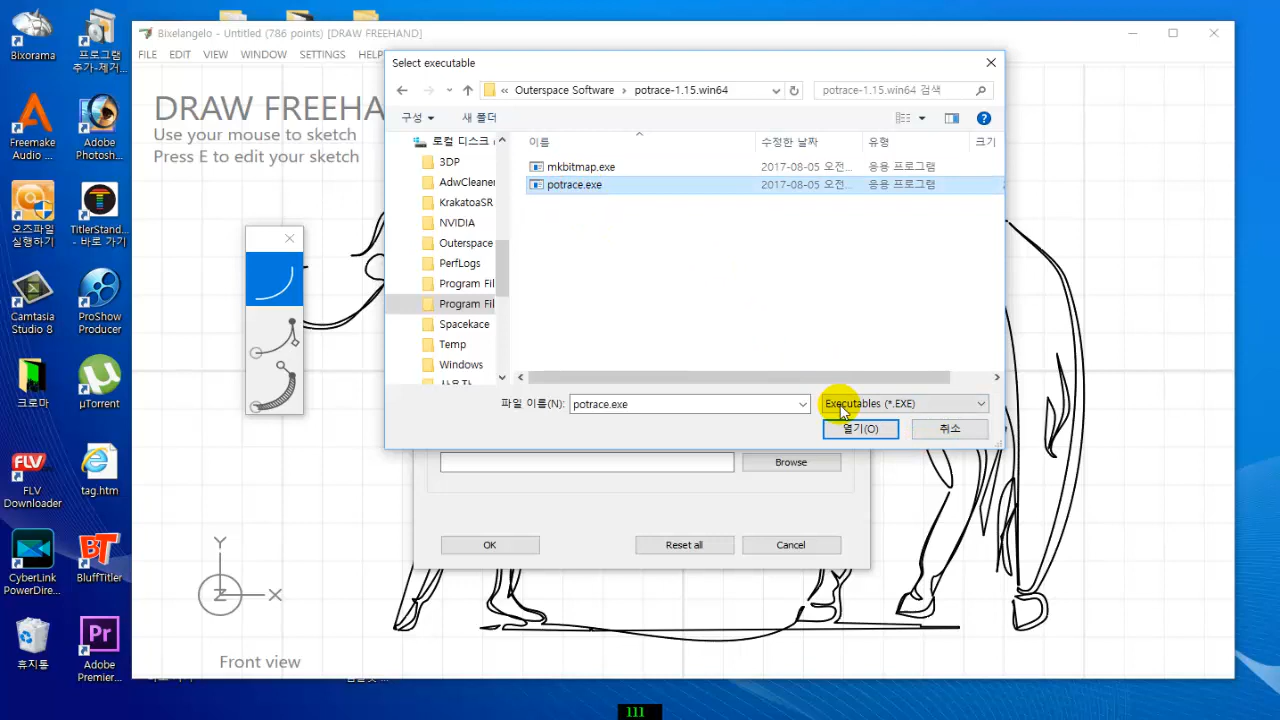 Bixelangelo - Untitled (786 points) [DRAW FREEHAND]
FILE EDIT VIEW WINDOW SETTINGS HELP
DRAW FREEHA
Use your mouse to sketch
Press E to edit your sketch
Select executable
« Outerspace Software › potrace-1.15.win64
potrace-1.15.win64 검색
구성 새 폴더
로컬 디스크 (
3DP
AdwCleaner
KrakatoaSR
NVIDIA
Outerspace
PerfLogs
Program Fil
Program Fil
Spacekace
Temp
Windows
이름 수정한 날짜 유형 크기
mkbitmap.exe 2017-08-05 오전... 응용 프로그램
potrace.exe 2017-08-05 오전... 응용 프로그램
파일 이름(N): potrace.exe Executables (*.EXE)
열기(O) 취소
Browse
OK Reset all Cancel
Y
Z X
Front view
Bixorama
프로그램
추가-제거...
Freemake
Audio ...
Adobe
Photosh...
오즈파일
실행하기
TitlerStand...
- 바로 가기
Camtasia
Studio 8
ProShow
Producer
크로마
µTorrent
FLV
FLV
Downloader
tag.htm
CyberLink
PowerDire...
BT
BluffTitler
휴지통
Pr
Adobe
Premier...
111